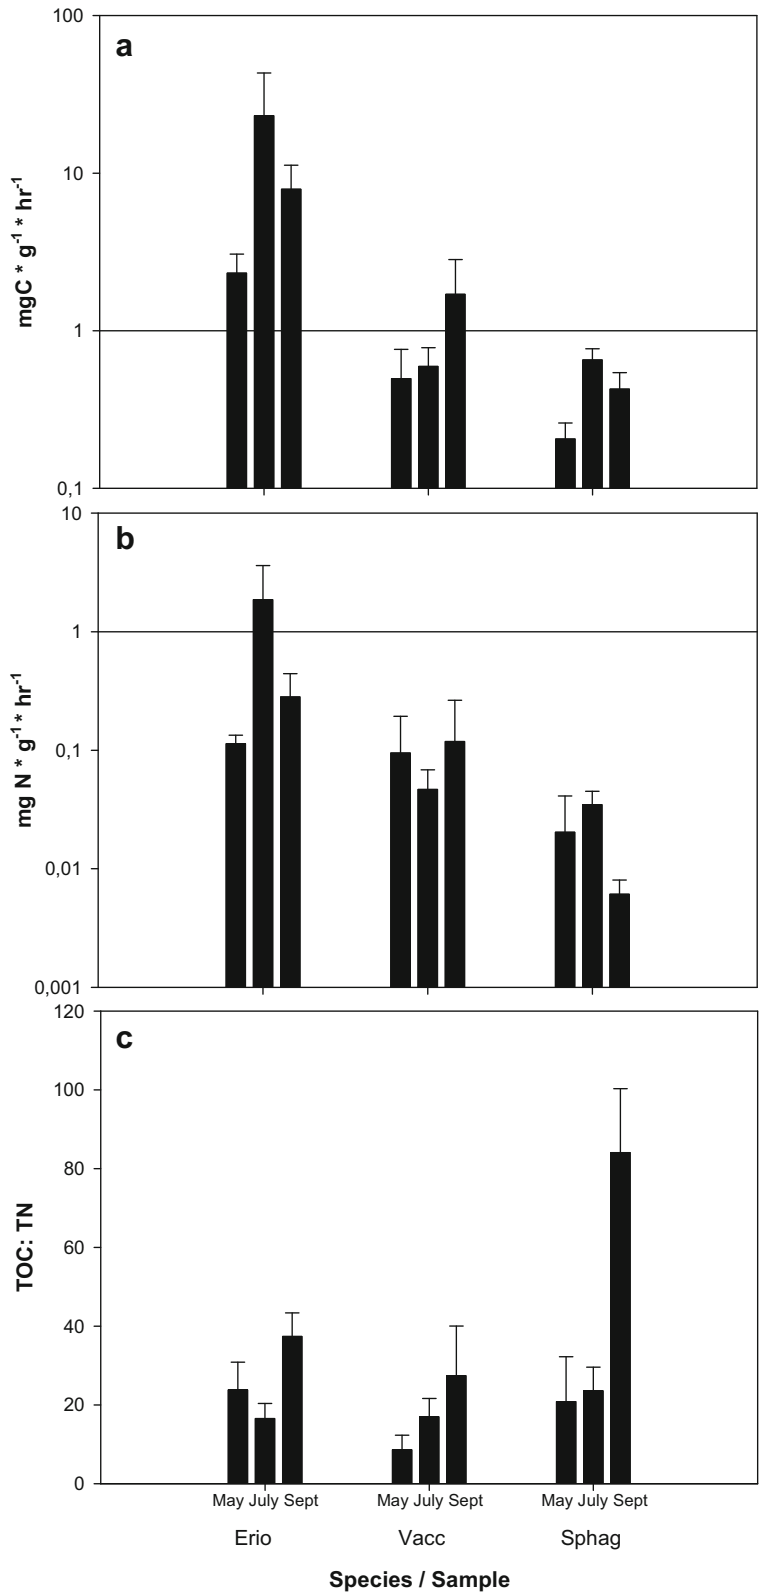 a
100
10
1
0,1
mgC * g-1 * hr-1
b
10
1
0,1
0,01
0,001
mg N * g-1 * hr-1
c
120
100
80
60
40
20
0
TOC: TN
May July Sept May July Sept May July Sept
Erio Vacc Sphag
Species / Sample